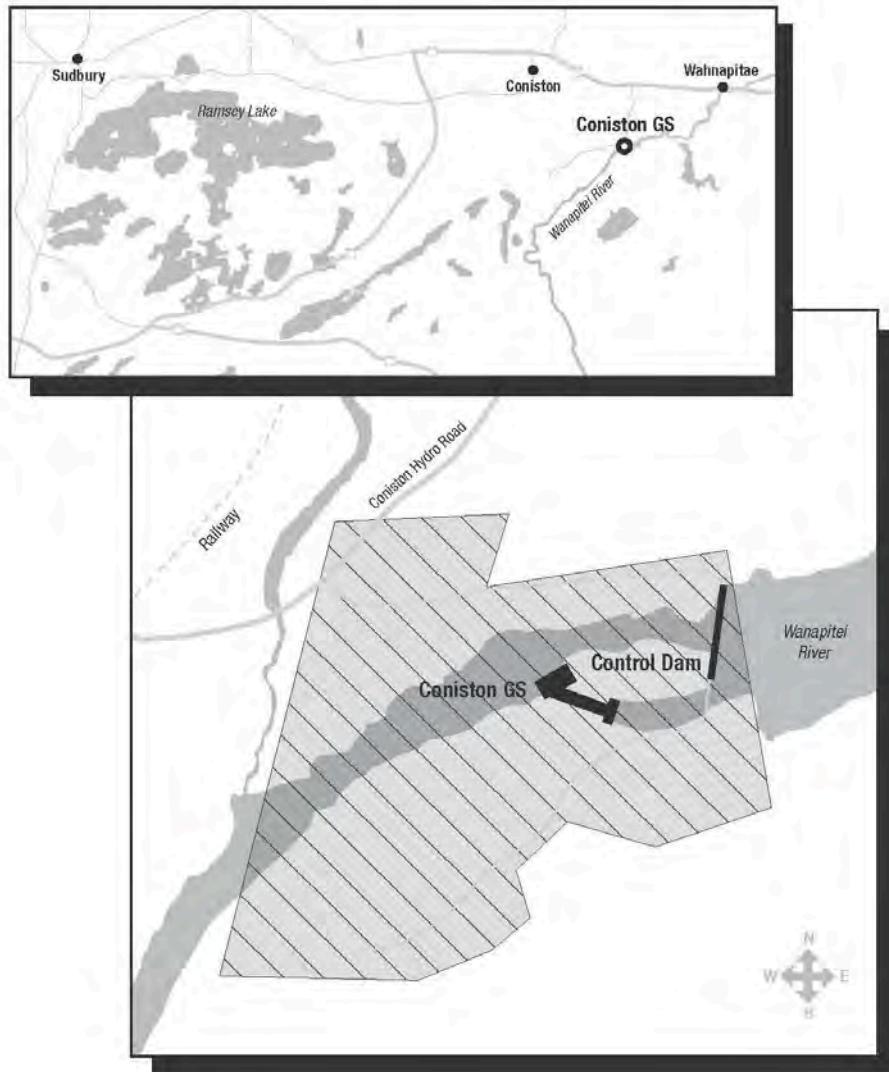 Sudbury
Ramsey Lake
Coniston
Wahnapitae
Coniston GS
Wanapitei River
Railway
Coniston Hydro Road
Wanapitei
River
Control Dam
Coniston GS
N
W
E
S